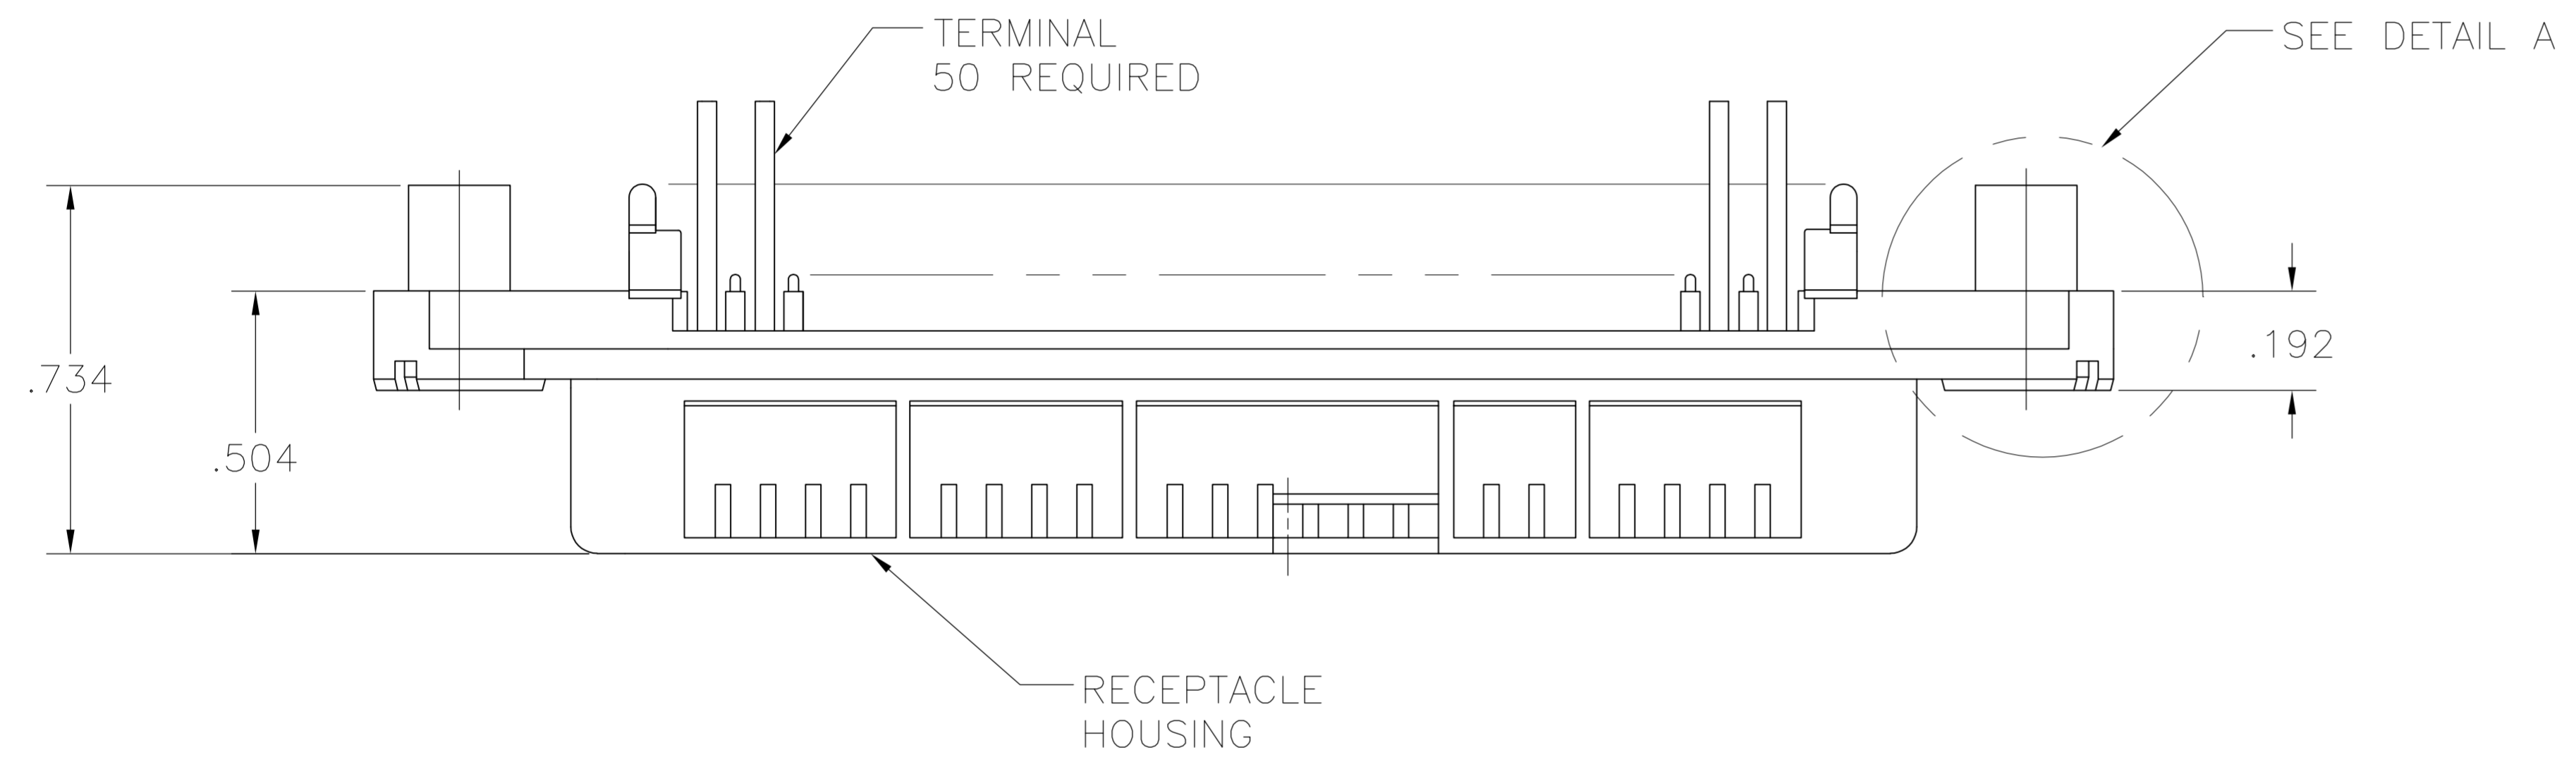 TERMINAL
50 REQUIRED
SEE DETAIL A
.734
.504
.192
RECEPTACLE
HOUSING